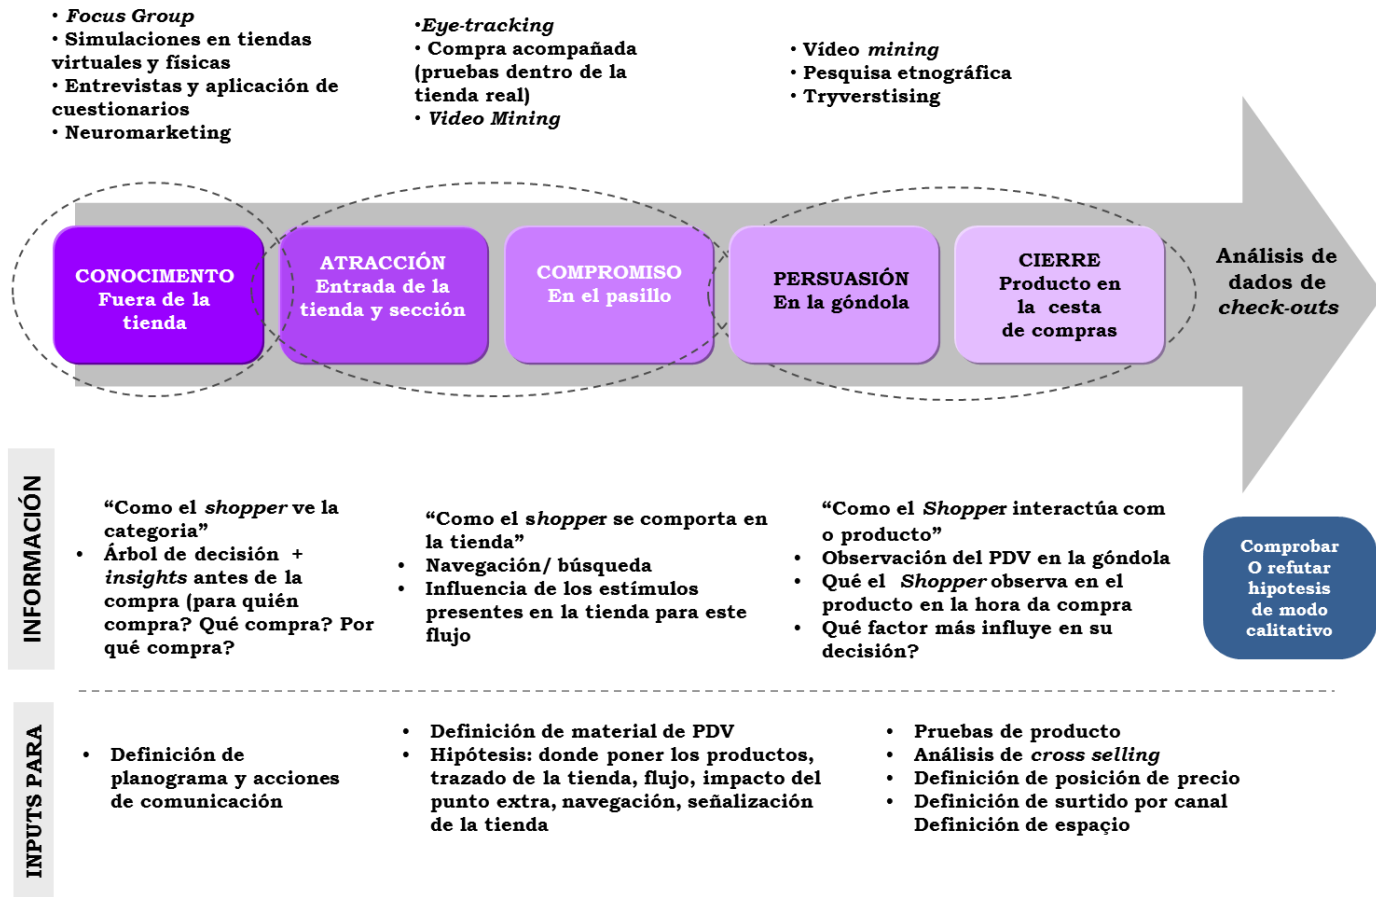 • Focus Group
• Simulaciones en tiendas
virtuales y físicas
• Entrevistas y aplicación de
cuestionarios
• Neuromarketing
•Eye-tracking
• Compra acompañada
(pruebas dentro de la
tienda real)
• Video Mining
• Vídeo mining
• Pesquisa etnográfica
• Tryverstising
CONOCIMENTO
Fuera de la
tienda
ATRACCIÓN
Entrada de la
tienda y sección
COMPROMISO
En el pasillo
PERSUASIÓN
En la góndola
CIERRE
Producto en
la cesta
de compras
Análisis de
dados de
check-outs
INFORMACIÓN
“Como el shopper ve la
categoria”
• Árbol de decisión +
insights antes de la
compra (para quién
compra? Qué compra? Por
qué compra?
“Como el shopper se comporta en
la tienda”
• Navegación/ búsqueda
• Influencia de los estímulos
presentes en la tienda para este
flujo
“Como el Shopper interactúa com
o producto”
• Observación del PDV en la góndola
• Qué el Shopper observa en el
producto en la hora da compra
• Qué factor más influye en su
decisión?
Comprobar
O refutar
hipotesis
de modo
calitativo
INPUTS PARA
• Definición de
planograma y acciones
de comunicación
• Definición de material de PDV
• Hipótesis: donde poner los productos,
trazado de la tienda, flujo, impacto del
punto extra, navegación, señalización
de la tienda
• Pruebas de producto
• Análisis de cross selling
• Definición de posición de precio
• Definición de surtido por canal
Definición de espaçio